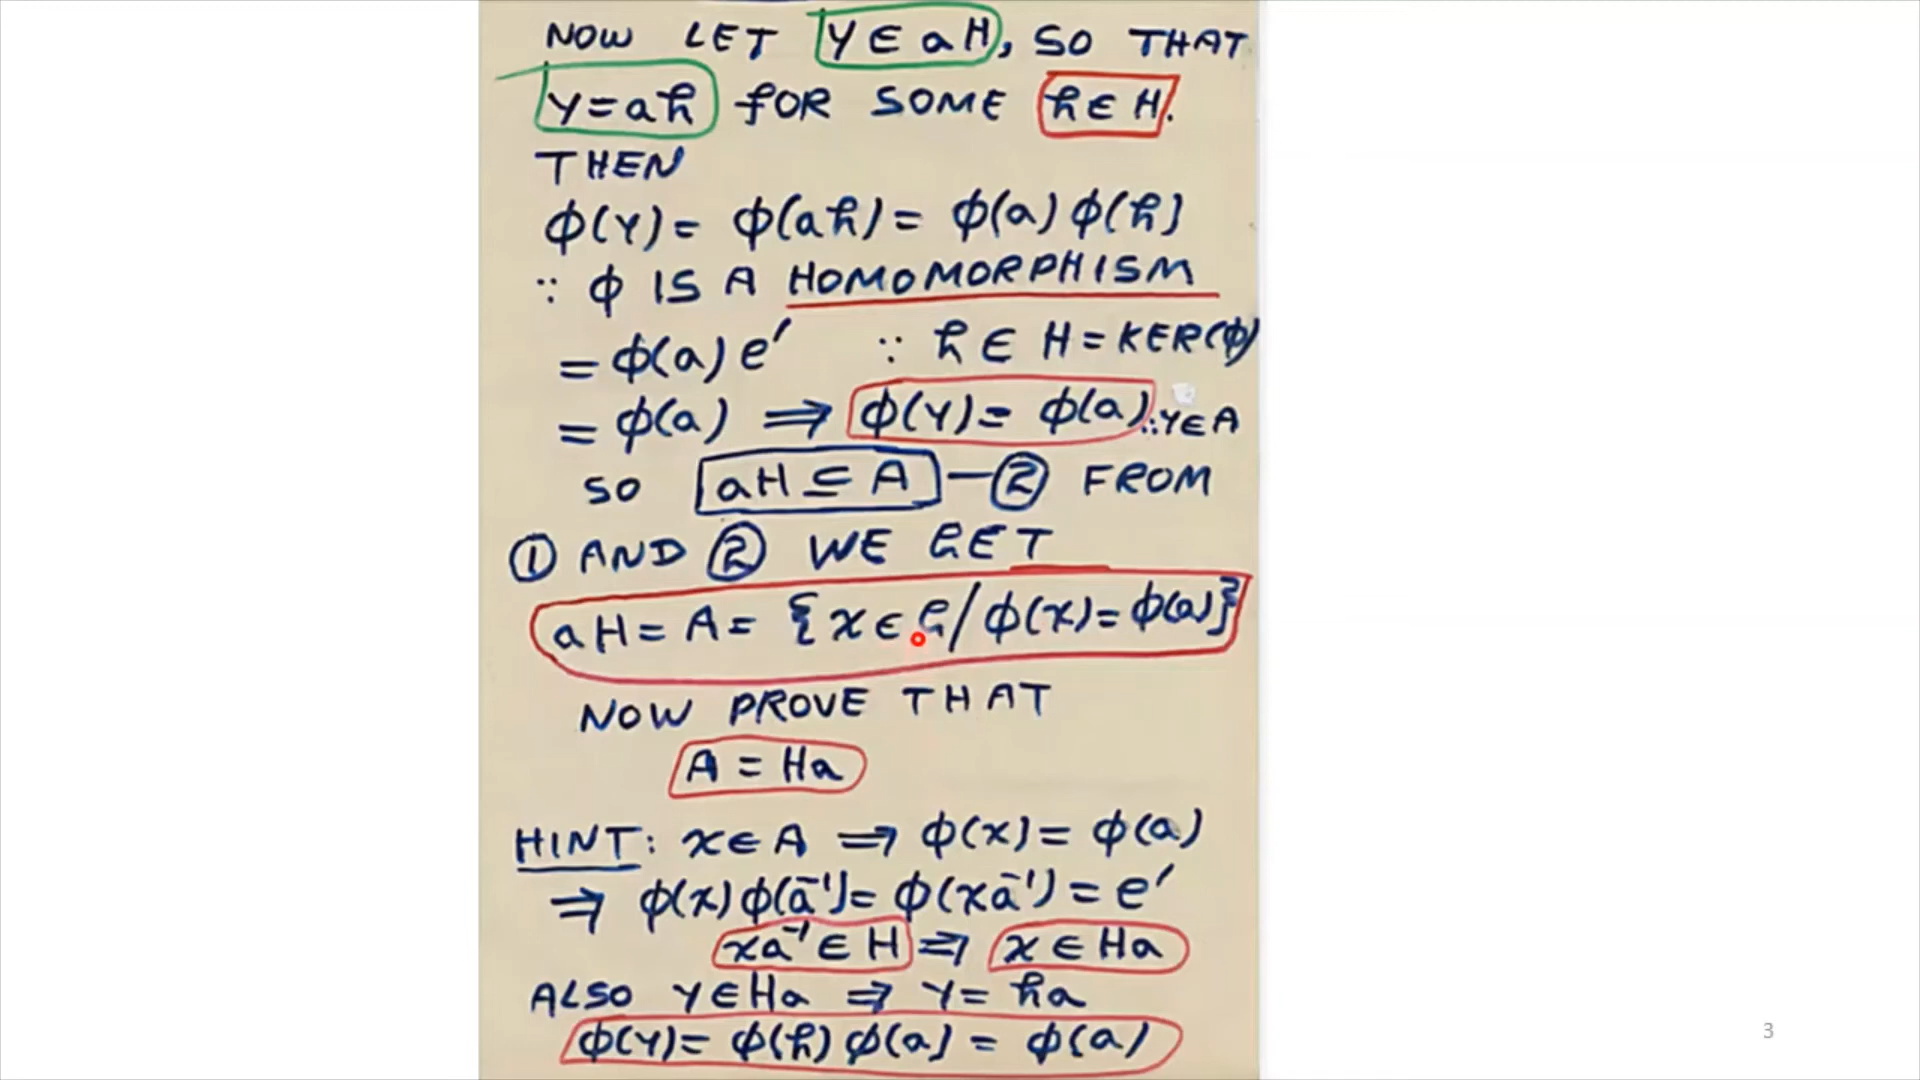 NOW LET Y∈aH, SO THAT
Y=ah FOR SOME h∈H.
THEN
ϕ(Y)= ϕ(ah)= ϕ(a)ϕ(h)
∵ ϕ IS A HOMOMORPHISM
= ϕ(a)e′ ∵ h∈H=KER(ϕ)
= ϕ(a) ⟹ ϕ(Y)= ϕ(a) ∴Y∈A
SO aH⊆A —② FROM
① AND ② WE GET
aH= A= {x∈G/ϕ(x)=ϕ(a)}
NOW PROVE THAT
A = Ha
HINT: x∈A ⟹ ϕ(x)= ϕ(a)
⟹ ϕ(x)ϕ(a⁻¹)= ϕ(xa⁻¹)=e′
xa⁻¹∈H ⟹ x∈Ha
ALSO Y∈Ha ⟹ Y= ha
ϕ(Y)= ϕ(h)ϕ(a) = ϕ(a)
3